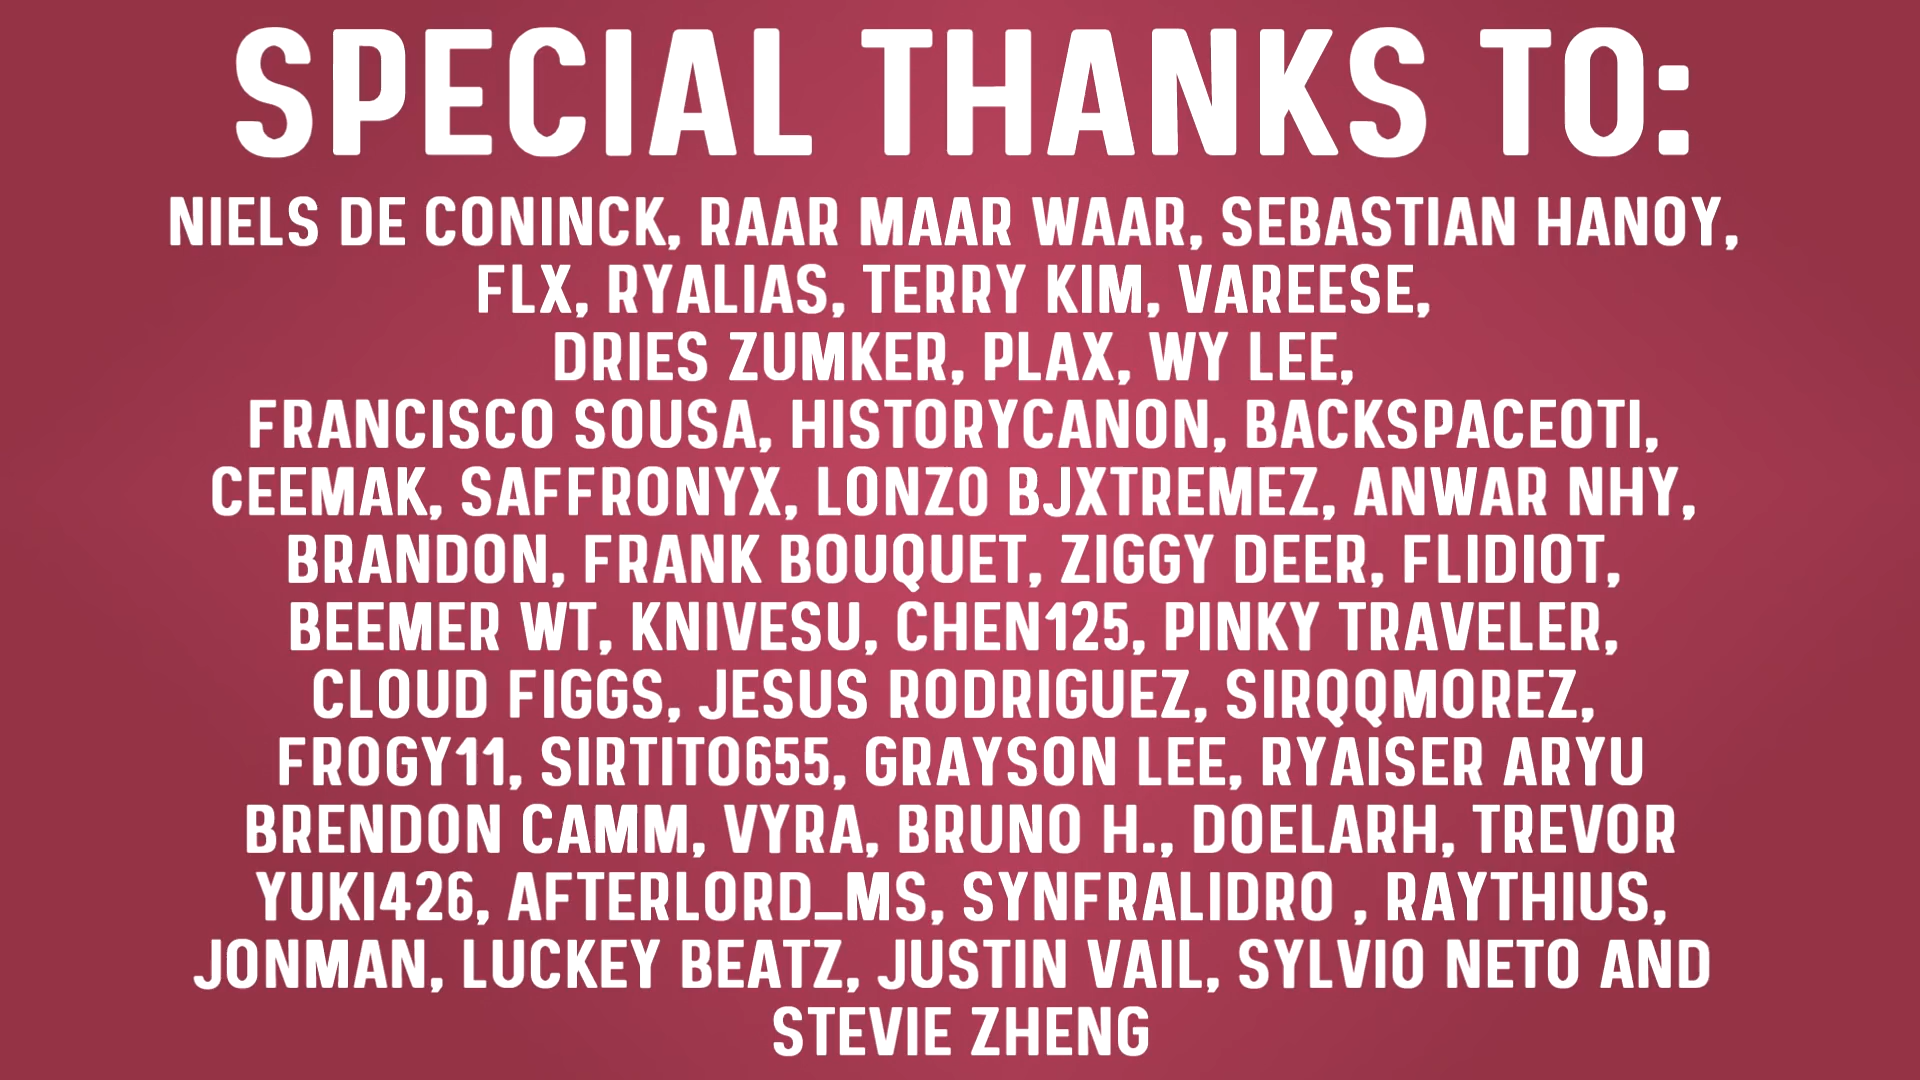 SPECIAL THANKS TO:
NIELS DE CONINCK, RAAR MAAR WAAR, SEBASTIAN HANOY,
FLX, RYALIAS, TERRY KIM, VAREESE,
DRIES ZUMKER, PLAX, WY LEE,
FRANCISCO SOUSA, HISTORYCANON, BACKSPACEOTI,
CEEMAK, SAFFRONYX, LONZO BJXTREMEZ, ANWAR NHY,
BRANDON, FRANK BOUQUET, ZIGGY DEER, FLIDIOT,
BEEMER WT, KNIVESU, CHEN125, PINKY TRAVELER,
CLOUD FIGGS, JESUS RODRIGUEZ, SIRQQMOREZ,
FROGY11, SIRTITO655, GRAYSON LEE, RYAISER ARYU
BRENDON CAMM, VYRA, BRUNO H., DOELARH, TREVOR
YUKI426, AFTERLORD_MS, SYNFRALIDRO , RAYTHIUS,
JONMAN, LUCKEY BEATZ, JUSTIN VAIL, SYLVIO NETO AND
STEVIE ZHENG